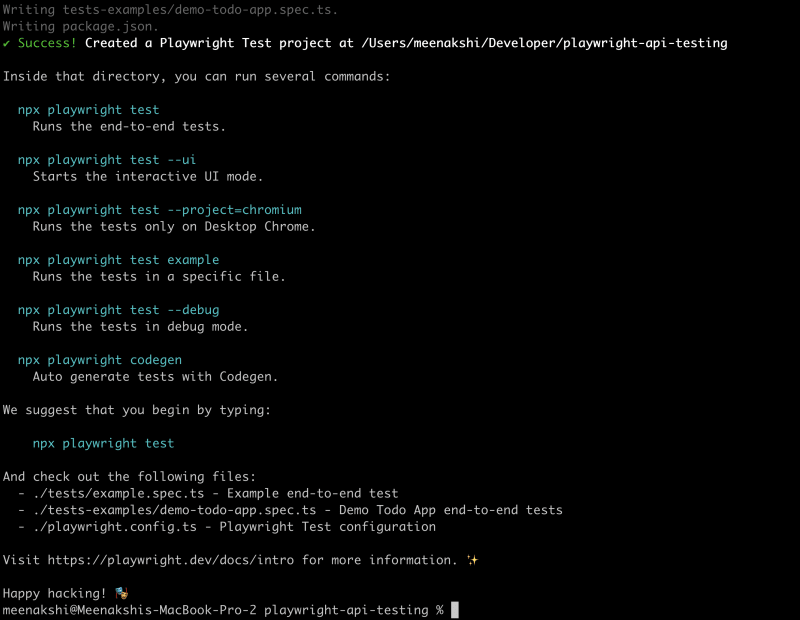 Writing tests-examples/demo-todo-app.spec.ts.
Writing package.json.
✔ Success! Created a Playwright Test project at /Users/meenakshi/Developer/playwright-api-testing
Inside that directory, you can run several commands:
npx playwright test
Runs the end-to-end tests.
npx playwright test --ui
Starts the interactive UI mode.
npx playwright test --project=chromium
Runs the tests only on Desktop Chrome.
npx playwright test example
Runs the tests in a specific file.
npx playwright test --debug
Runs the tests in debug mode.
npx playwright codegen
Auto generate tests with Codegen.
We suggest that you begin by typing:
npx playwright test
And check out the following files:
- ./tests/example.spec.ts - Example end-to-end test
- ./tests-examples/demo-todo-app.spec.ts - Demo Todo App end-to-end tests
- ./playwright.config.ts - Playwright Test configuration
Visit https://playwright.dev/docs/intro for more information. ✨
Happy hacking! 🎭
meenakshi@Meenakshis-MacBook-Pro-2 playwright-api-testing %